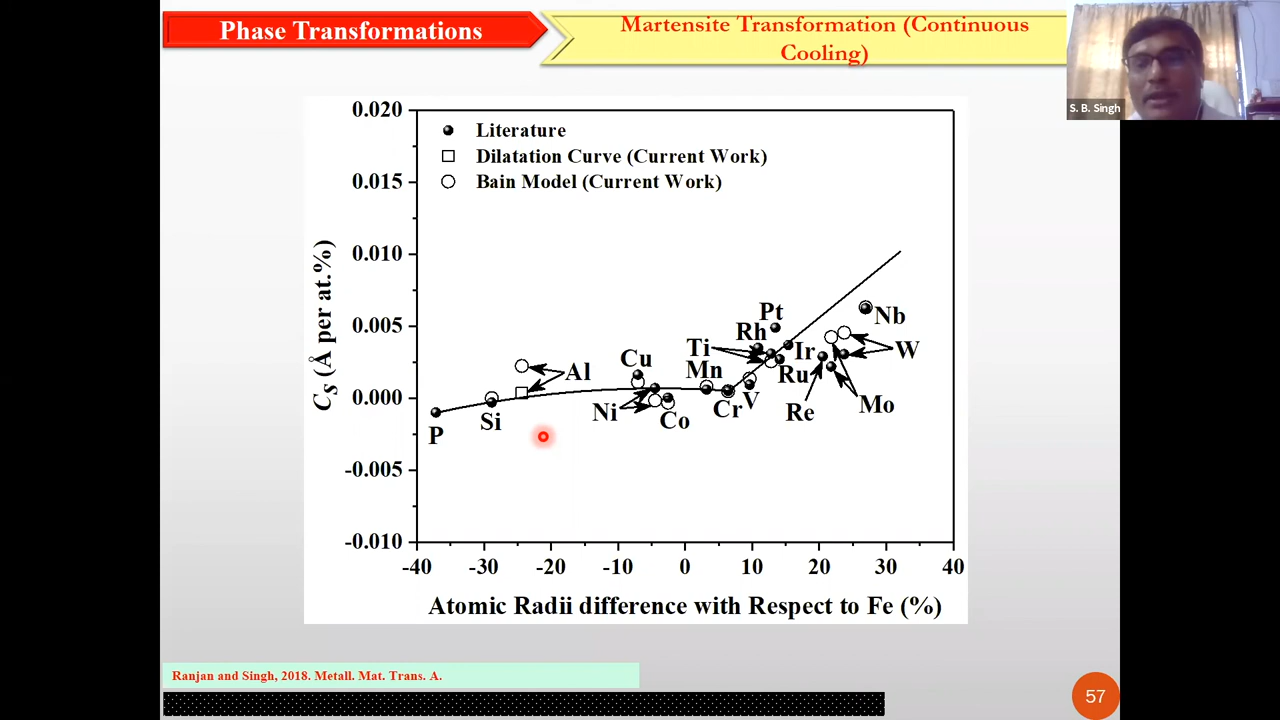 Phase Transformations
Martensite Transformation (Continuous
Cooling)
S. B. Singh
0.020
0.015
0.010
0.005
0.000
-0.005
-0.010
Cs (Å per at.%)
Literature
Dilatation Curve (Current Work)
Bain Model (Current Work)
P
Si
Al
Cu
Ni
Co
Mn
Cr
V
Ti
Rh
Pt
Ir
Ru
Re
Mo
W
Nb
-40 -30 -20 -10 0 10 20 30 40
Atomic Radii difference with Respect to Fe (%)
Ranjan and Singh, 2018. Metall. Mat. Trans. A.
57